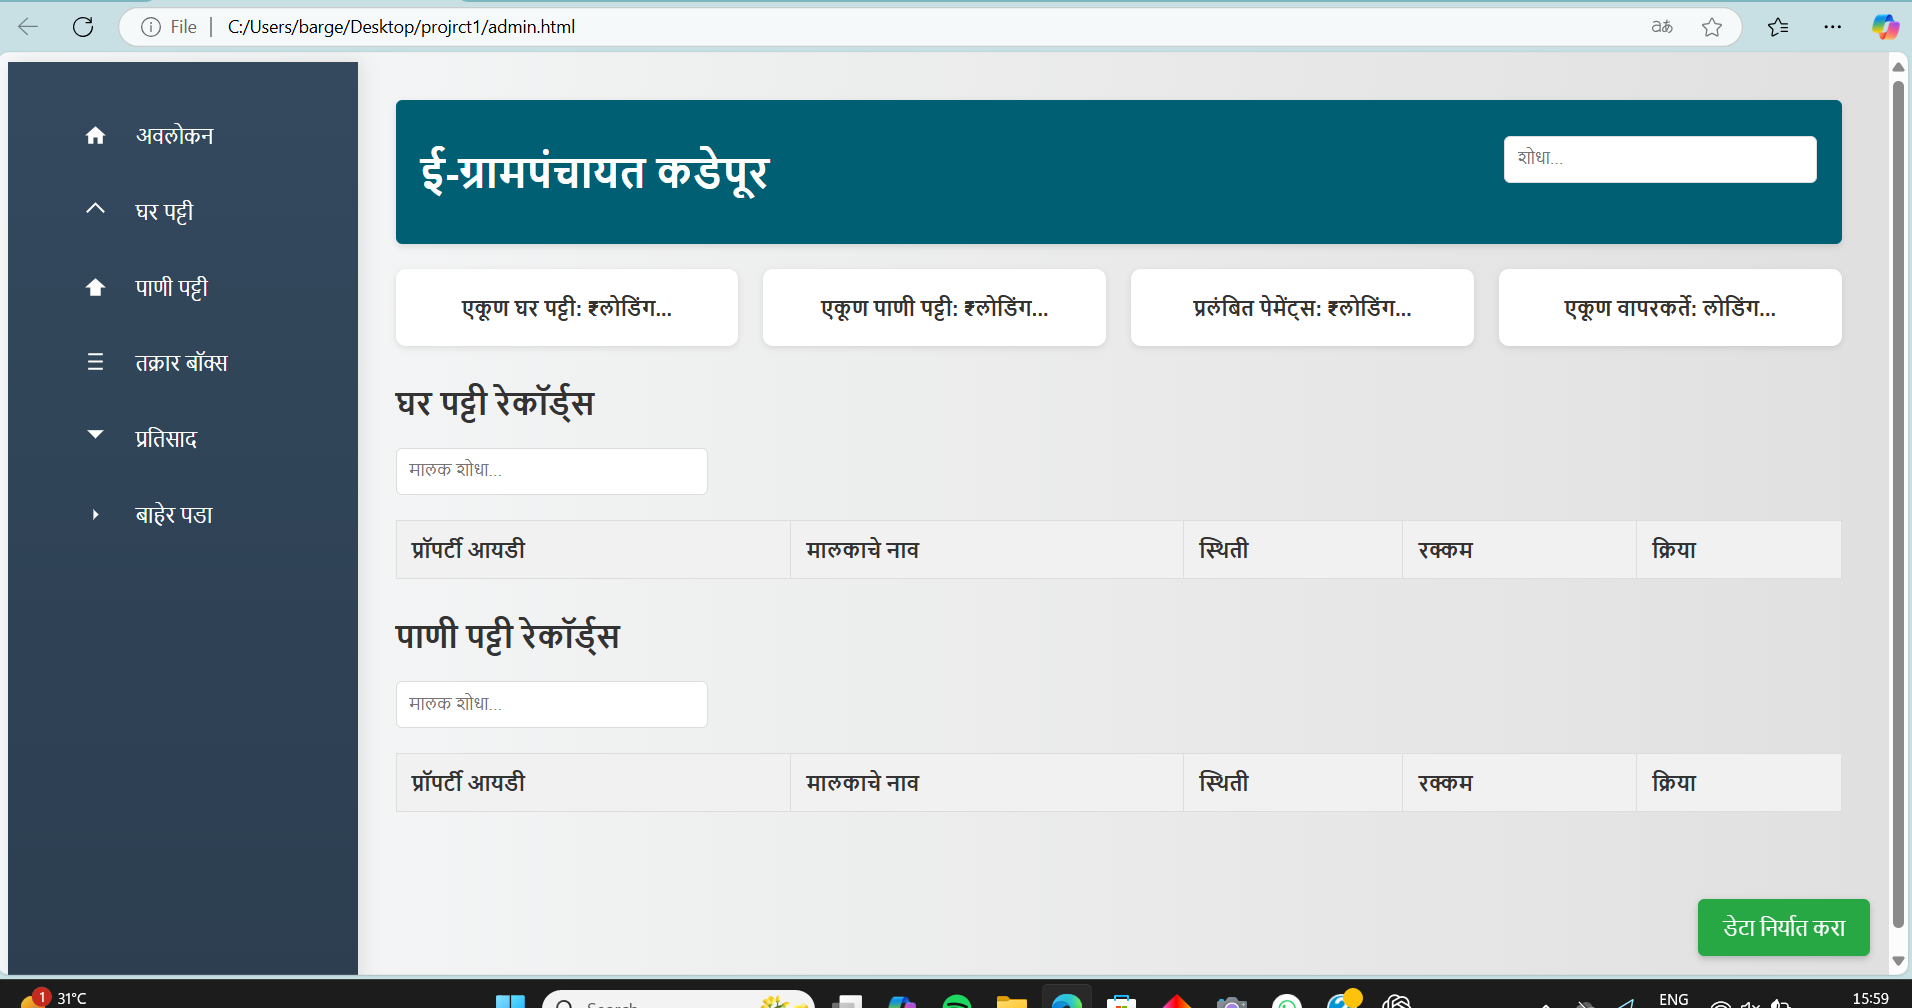 File
C:/Users/barge/Desktop/projrct1/admin.html
aあ
अवलोकन
घर पट्टी
पाणी पट्टी
तक्रार बॉक्स
प्रतिसाद
बाहेर पडा
ई-ग्रामपंचायत कडेपूर
शोधा...
एकूण घर पट्टी: ₹लोडिंग...
एकूण पाणी पट्टी: ₹लोडिंग...
प्रलंबित पेमेंट्स: ₹लोडिंग...
एकूण वापरकर्ते: लोडिंग...
घर पट्टी रेकॉर्ड्स
मालक शोधा...
प्रॉपर्टी आयडी मालकाचे नाव स्थिती रक्कम क्रिया
पाणी पट्टी रेकॉर्ड्स
मालक शोधा...
प्रॉपर्टी आयडी मालकाचे नाव स्थिती रक्कम क्रिया
डेटा निर्यात करा
1
31°C
Search
ENG
15:59